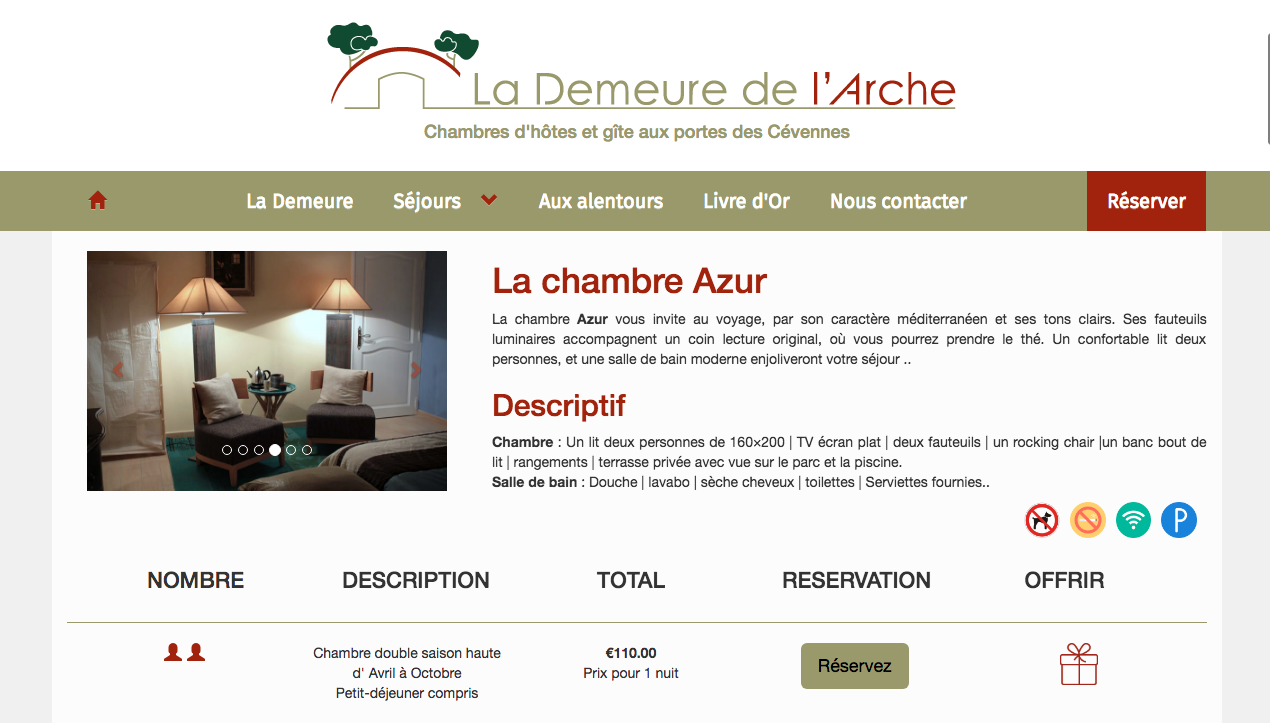 La Demeure de l'Arche
Chambres d'hôtes et gîte aux portes des Cévennes
La Demeure Séjours Aux alentours Livre d'Or Nous contacter Réserver
La chambre Azur
La chambre Azur vous invite au voyage, par son caractère méditerranéen et ses tons clairs. Ses fauteuils
luminaires accompagnent un coin lecture original, où vous pourrez prendre le thé. Un confortable lit deux
personnes, et une salle de bain moderne enjoliveront votre séjour ..
Descriptif
Chambre : Un lit deux personnes de 160×200 | TV écran plat | deux fauteuils | un rocking chair |un banc bout de
lit | rangements | terrasse privée avec vue sur le parc et la piscine.
Salle de bain : Douche | lavabo | sèche cheveux | toilettes | Serviettes fournies..
P
NOMBRE DESCRIPTION TOTAL RESERVATION OFFRIR
Chambre double saison haute
d' Avril à Octobre
Petit-déjeuner compris
€110.00
Prix pour 1 nuit
Réservez